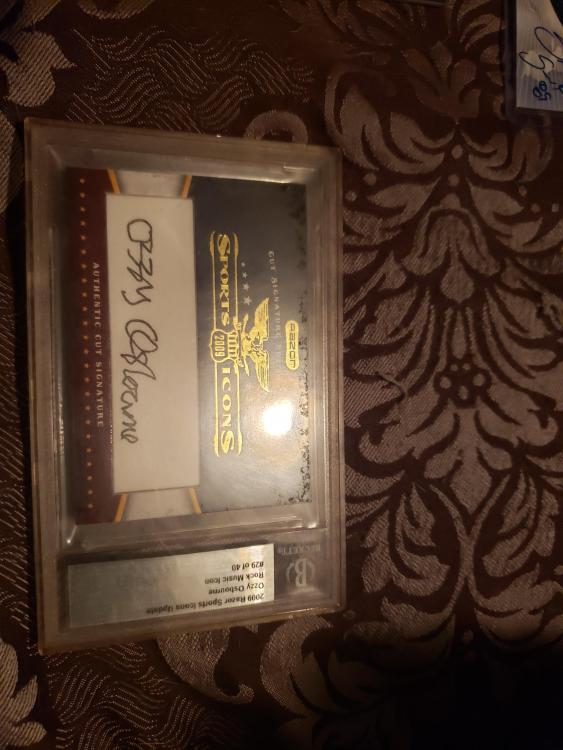 CUT SIGNATURE
RAZOR
SPORTS ICONS
2009
Ozzy Osbourne
AUTHENTIC CUT SIGNATURE
BECKETT
B
2009 Razor Sports Icons Update
Ozzy Osbourne
Rock Music Icon
#29 of 40